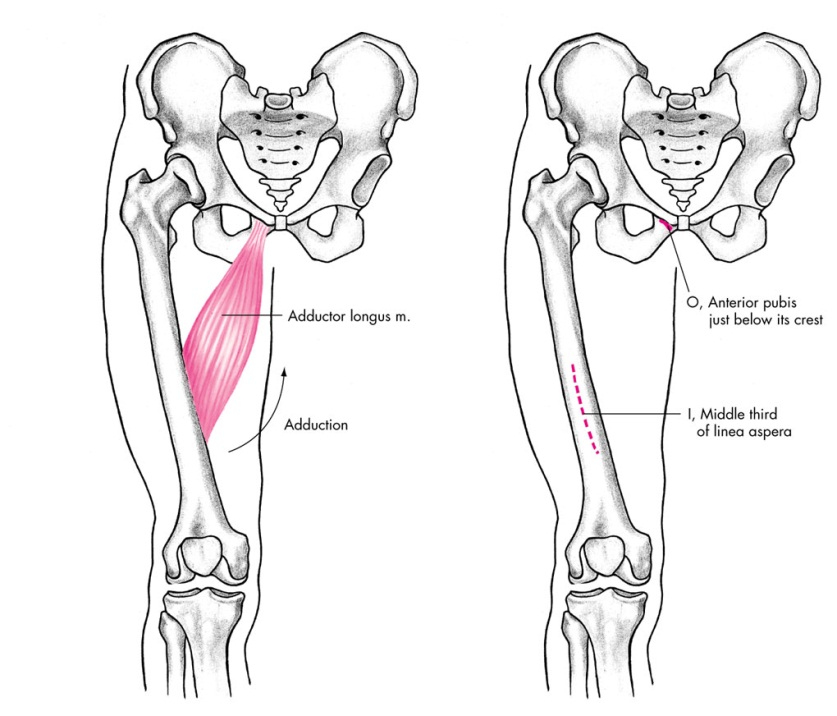 Adductor longus m.
Adduction
O, Anterior pubis
just below its crest
I, Middle third
of linea aspera